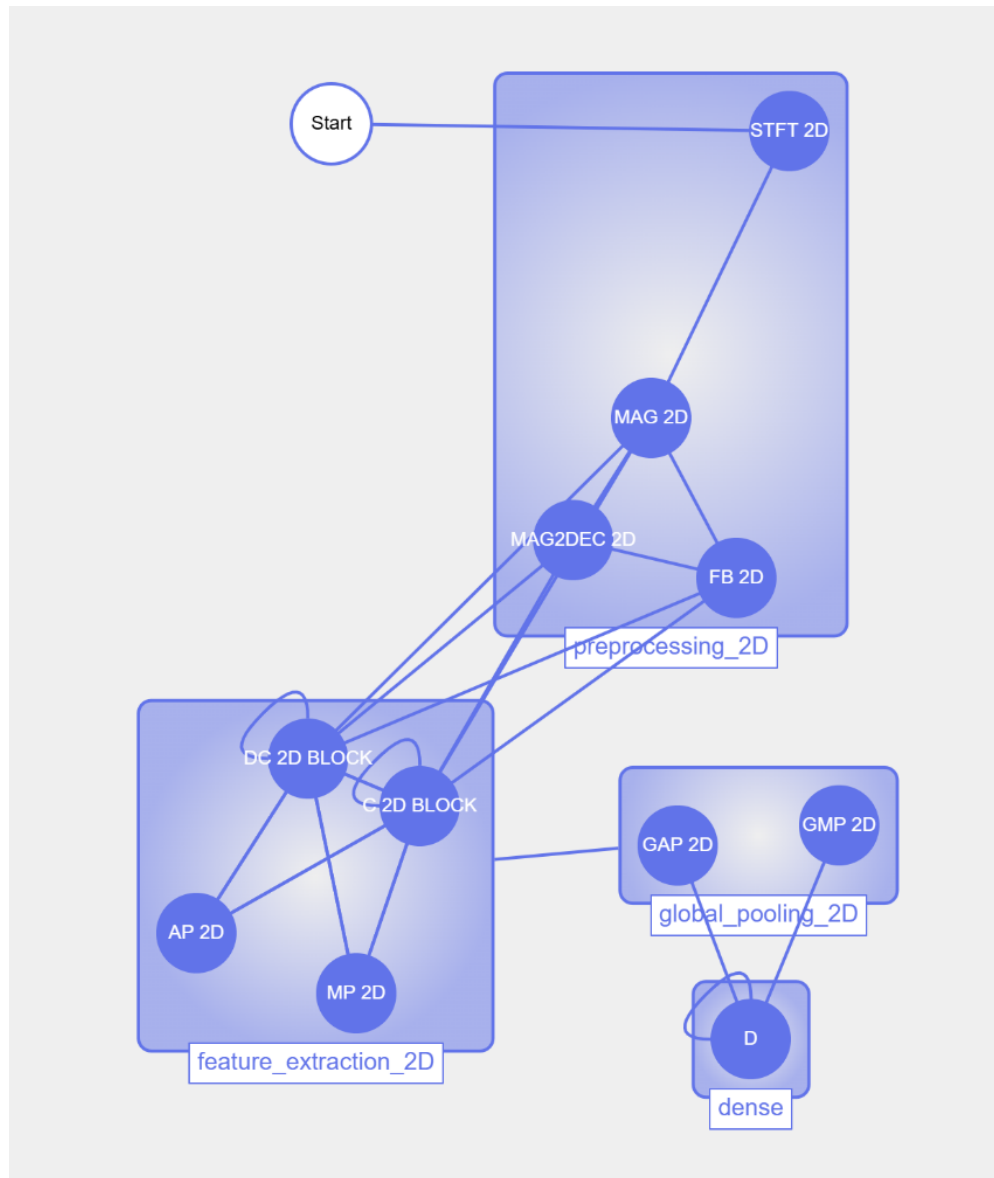 Start
STFT 2D
MAG 2D
MAG2DEC 2D
FB 2D
preprocessing_2D
DC 2D BLOCK
C 2D BLOCK
GAP 2D
GMP 2D
global_pooling_2D
AP 2D
MP 2D
feature_extraction_2D
D
dense